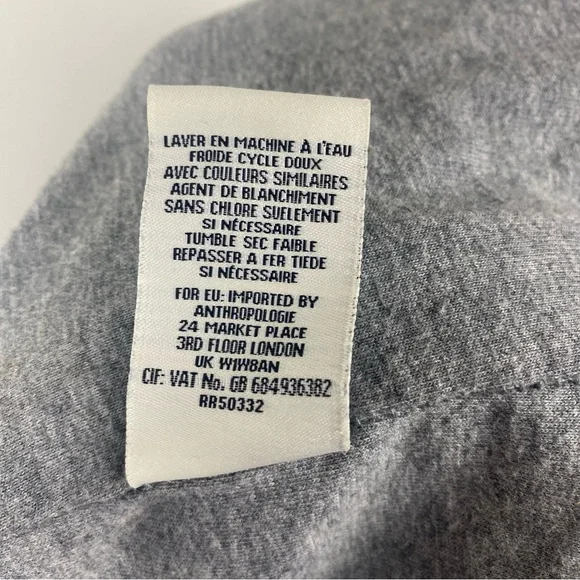 LAVER EN MACHINE À L'EAU
FROIDE CYCLE DOUX
AVEC COULEURS SIMILAIRES
AGENT DE BLANCHIMENT
SANS CHLORE SUELEMENT
SI NÉCESSAIRE
TUMBLE SEC FAIBLE
REPASSER A FER TIEDE
SI NÉCESSAIRE
FOR EU: IMPORTED BY
ANTHROPOLOGIE
24 MARKET PLACE
3RD FLOOR LONDON
UK W1W8AN
CIF: VAT No. GB 684936382
RR50332